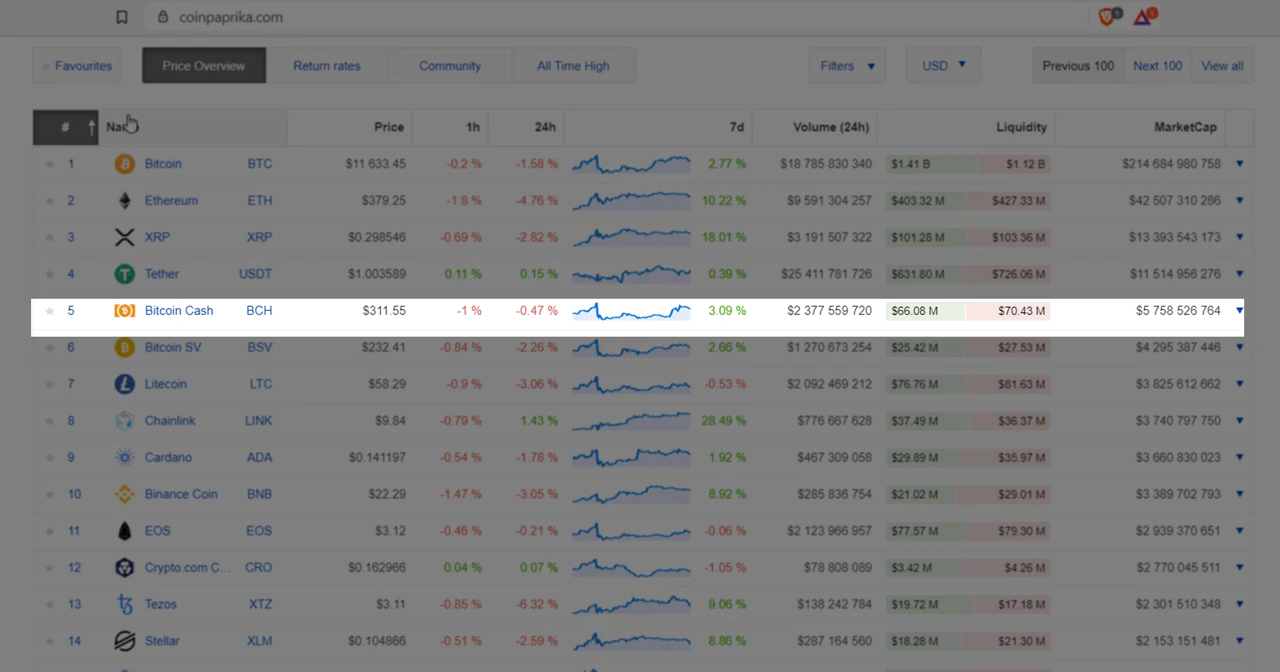 coinpaprika.com
Favourites Price Overview Return rates Community All Time High Filters USD Previous 100 Next 100 View all
# Name Price 1h 24h 7d Volume (24h) Liquidity MarketCap
1 Bitcoin BTC $11 633.45 -0.2 % -1.58 % 2.77 % $18 785 830 340 $1.41 B $1.12 B $214 684 980 758
2 Ethereum ETH $379.25 -1.8 % -4.76 % 10.22 % $9 591 304 257 $403.32 M $427.33 M $42 507 310 286
3 XRP XRP $0.298546 -0.69 % -2.82 % 18.01 % $3 191 507 322 $101.28 M $103.36 M $13 393 543 173
4 Tether USDT $1.003589 0.11 % 0.15 % 0.39 % $25 411 781 726 $631.80 M $726.06 M $11 514 956 276
5 Bitcoin Cash BCH $311.55 -1 % -0.47 % 3.09 % $2 377 559 720 $66.08 M $70.43 M $5 758 526 764
6 Bitcoin SV BSV $232.41 -0.84 % -2.26 % 2.66 % $1 270 673 254 $25.42 M $27.53 M $4 295 387 446
7 Litecoin LTC $58.29 -0.9 % -3.06 % -0.53 % $2 092 469 212 $76.76 M $81.63 M $3 825 612 662
8 Chainlink LINK $9.84 -0.79 % 1.43 % 28.49 % $776 667 628 $37.49 M $36.37 M $3 740 797 750
9 Cardano ADA $0.141197 -0.54 % -1.78 % 1.92 % $467 309 058 $29.89 M $35.97 M $3 660 830 023
10 Binance Coin BNB $22.29 -1.47 % -3.05 % 8.92 % $285 836 754 $21.02 M $29.01 M $3 389 702 793
11 EOS EOS $3.12 -0.46 % -0.21 % -0.06 % $2 123 966 957 $77.57 M $79.30 M $2 939 370 651
12 Crypto.com C... CRO $0.162966 0.04 % 0.07 % -1.05 % $78 808 089 $3.42 M $4.26 M $2 770 045 511
13 Tezos XTZ $3.11 -0.85 % -6.32 % 9.06 % $138 242 784 $19.72 M $17.18 M $2 301 510 348
14 Stellar XLM $0.104866 -0.51 % -2.59 % 8.86 % $287 164 560 $18.28 M $21.30 M $2 153 151 481